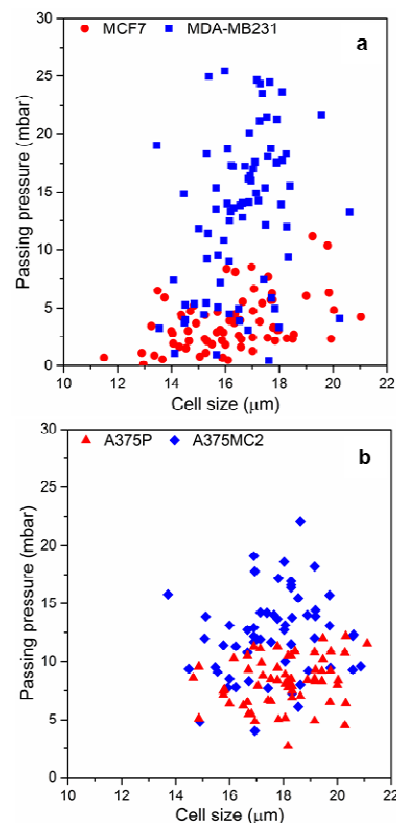 MCF7 MDA-MB231
a
30
25
20
15
10
5
0
Passing pressure (mbar)
10 12 14 16 18 20 22
Cell size (μm)
A375P A375MC2
b
30
25
20
15
10
5
0
Passing pressure (mbar)
10 12 14 16 18 20 22
Cell size (μm)